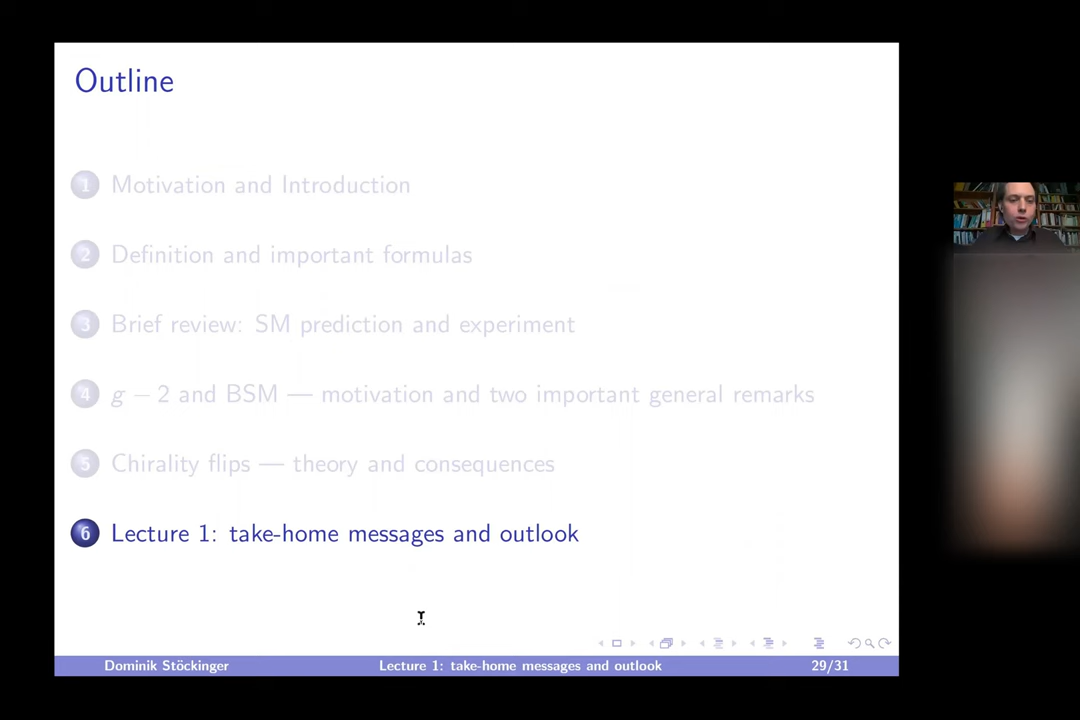 Outline
1 Motivation and Introduction
2 Definition and important formulas
3 Brief review: SM prediction and experiment
4 g − 2 and BSM — motivation and two important general remarks
5 Chirality flips — theory and consequences
6 Lecture 1: take-home messages and outlook
Dominik Stöckinger Lecture 1: take-home messages and outlook 29/31